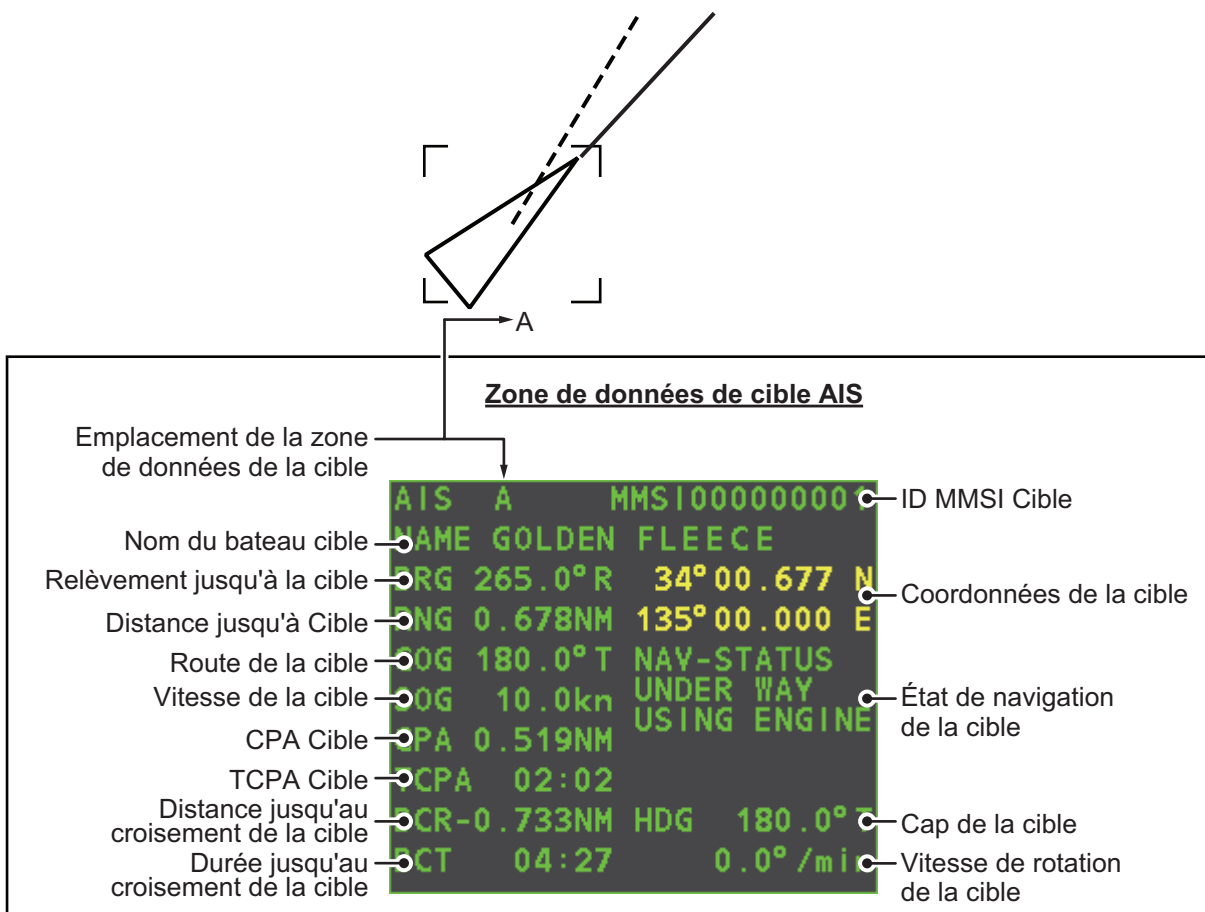 A
Zone de données de cible AIS
Emplacement de la zone
de données de la cible
Nom du bateau cible
Relèvement jusqu'à la cible
Distance jusqu'à Cible
Route de la cible
Vitesse de la cible
CPA Cible
TCPA Cible
Distance jusqu'au
croisement de la cible
Durée jusqu'au
croisement de la cible
AIS A MMSI000000001
NAME GOLDEN FLEECE
BRG 265.0°R 34°00.677 N
RNG 0.678NM 135°00.000 E
COG 180.0°T NAV-STATUS
SOG 10.0kn UNDER WAY
USING ENGINE
CPA 0.519NM
TCPA 02:02
BCR-0.733NM HDG 180.0°T
BCT 04:27 0.0°/min
ID MMSI Cible
Coordonnées de la cible
État de navigation
de la cible
Cap de la cible
Vitesse de rotation
de la cible